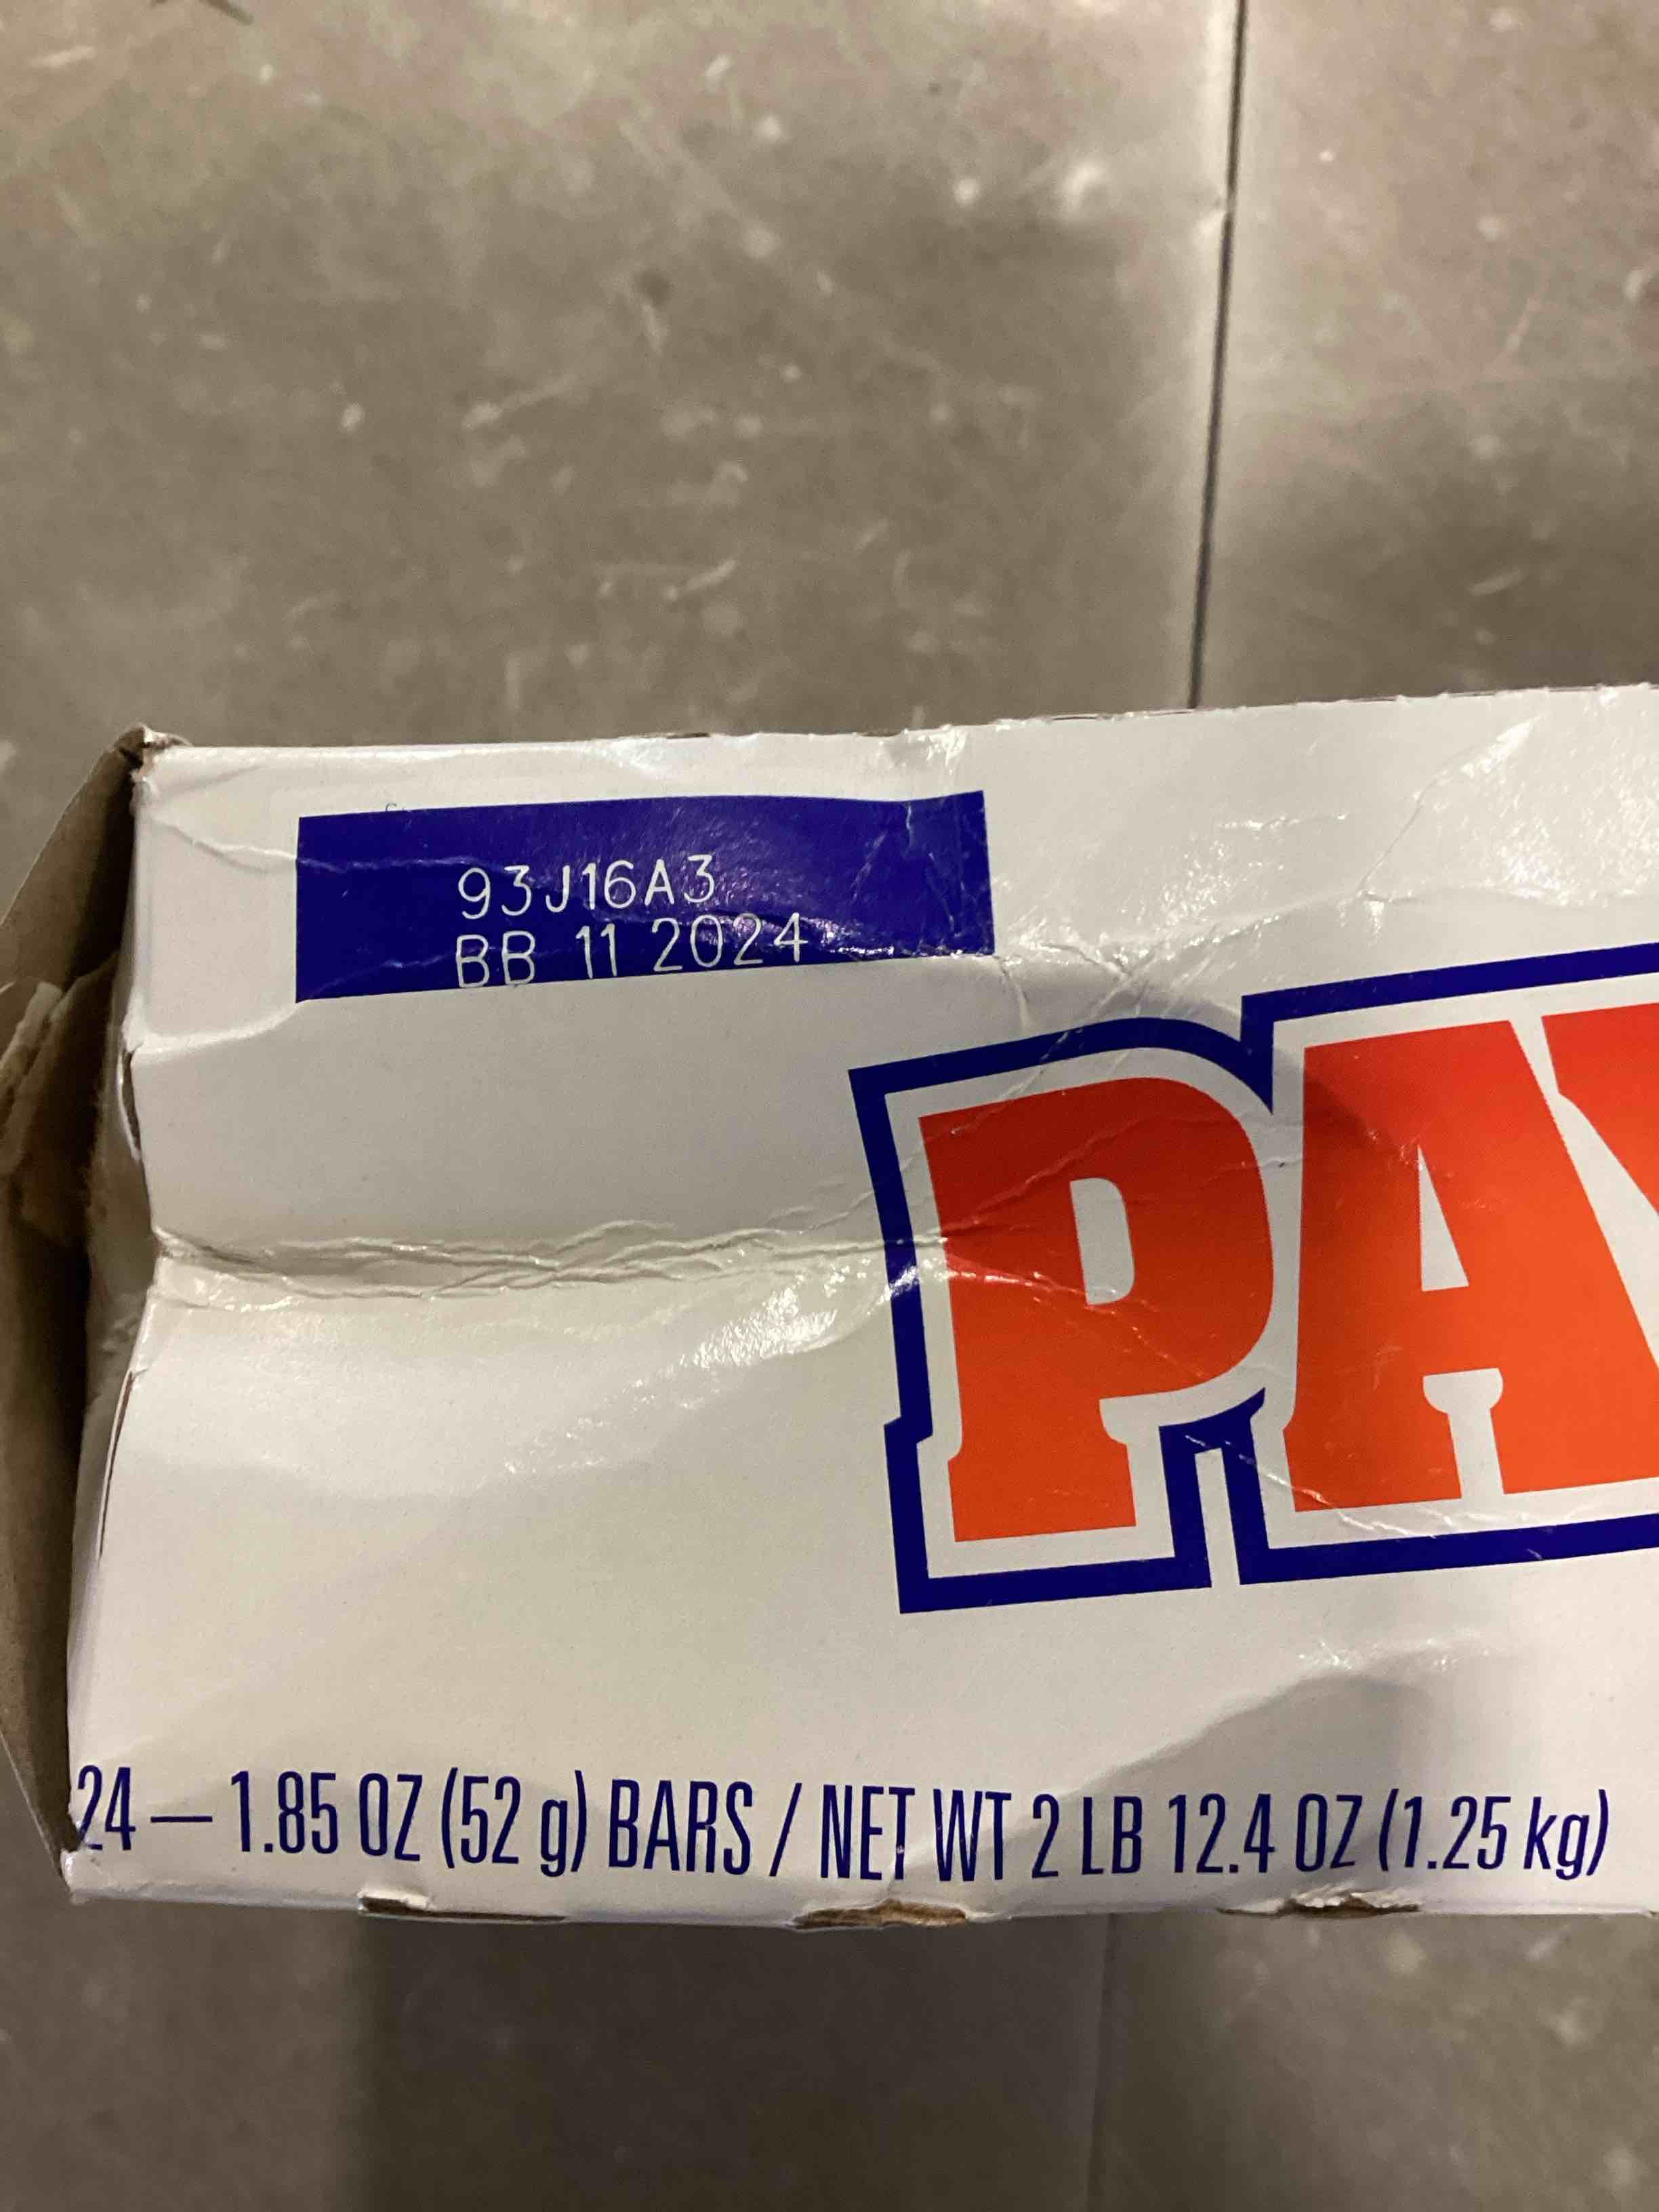 93J16A3
BB 11 2024
PAY
24 — 1.85 OZ (52 g) BARS / NET WT 2 LB 12.4 OZ (1.25 kg)